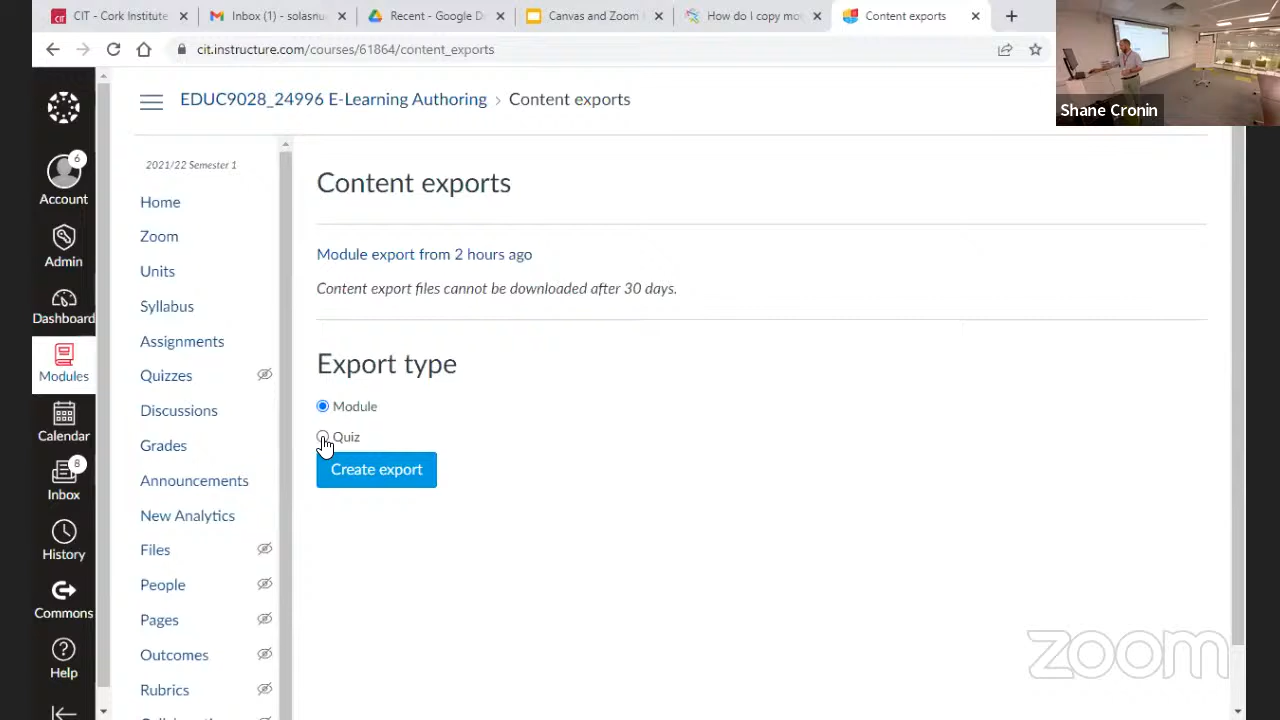 CIT - Cork Institute
Inbox (1) - solasnu
Recent - Google D
Canvas and Zoom
How do I copy mo
Content exports
cit.instructure.com/courses/61864/content_exports
Shane Cronin
EDUC9028_24996 E-Learning Authoring > Content exports
6
Account
Admin
Dashboard
Modules
Calendar
8
Inbox
History
Commons
Help
2021/22 Semester 1
Home
Zoom
Units
Syllabus
Assignments
Quizzes
Discussions
Grades
Announcements
New Analytics
Files
People
Pages
Outcomes
Rubrics
Content exports
Module export from 2 hours ago
Content export files cannot be downloaded after 30 days.
Export type
Module
Quiz
Create export
zoom